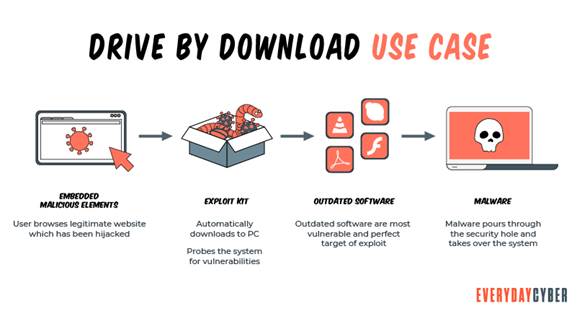 DRIVE BY DOWNLOAD USE CASE
EMBEDDED
MALICIOUS ELEMENTS
User browses legitimate website
which has been hijacked
EXPLOIT KIT
Automatically
downloads to PC
Probes the system
for vulnerabilities
OUTDATED SOFTWARE
Outdated software are most
vulnerable and perfect
target of exploit
MALWARE
Malware pours through
the security hole and
takes over the system
EVERYDAYCYBER